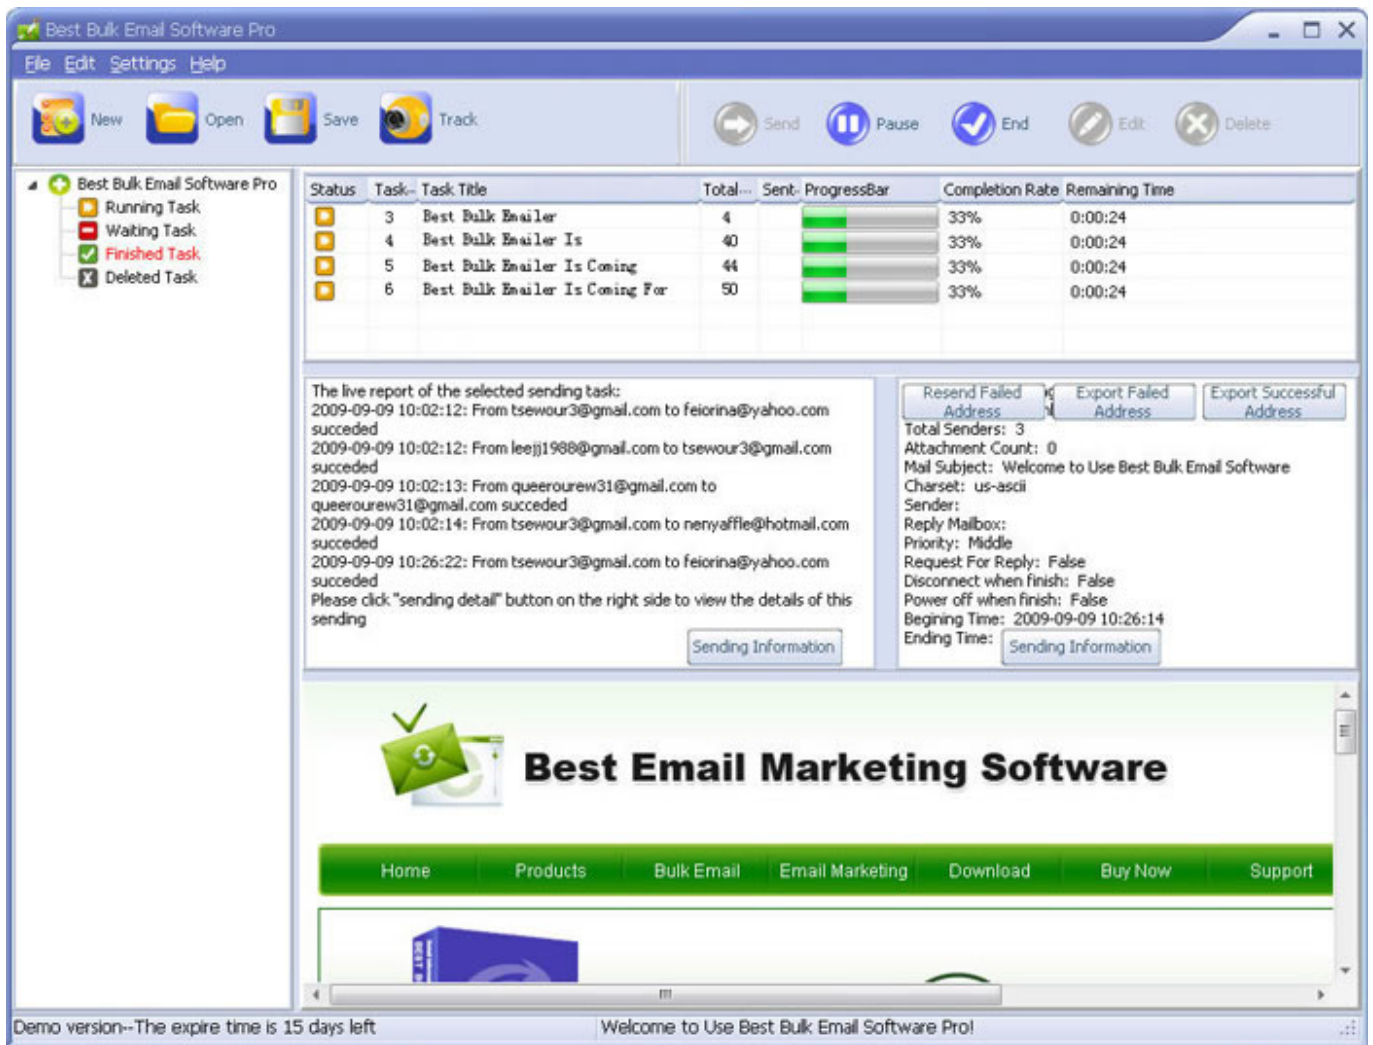 Best Bulk Email Software Pro
File Edit Settings Help
New Open Save Track Send Pause End Edit Delete
Best Bulk Email Software Pro
Running Task
Waiting Task
Finished Task
Deleted Task
Status Task-- Task Title Total--- Sent- ProgressBar Completion Rate Remaining Time
3 Best Bulk Emailer 4 33% 0:00:24
4 Best Bulk Emailer Is 40 33% 0:00:24
5 Best Bulk Emailer Is Coming 44 33% 0:00:24
6 Best Bulk Emailer Is Coming For 50 33% 0:00:24
The live report of the selected sending task:
2009-09-09 10:02:12: From tsewour3@gmail.com to feiorina@yahoo.com
succeded
2009-09-09 10:02:12: From leejj1988@gmail.com to tsewour3@gmail.com
succeded
2009-09-09 10:02:13: From queerourew31@gmail.com to
queerourew31@gmail.com succeded
2009-09-09 10:02:14: From tsewour3@gmail.com to nenyaffle@hotmail.com
succeded
2009-09-09 10:26:22: From tsewour3@gmail.com to feiorina@yahoo.com
succeded
Please click "sending detail" button on the right side to view the details of this
sending
Sending Information
Resend Failed
Address
Export Failed
Address
Export Successful
Address
Total Senders: 3
Attachment Count: 0
Mail Subject: Welcome to Use Best Bulk Email Software
Charset: us-ascii
Sender:
Reply Mailbox:
Priority: Middle
Request For Reply: False
Disconnect when finish: False
Power off when finish: False
Begining Time: 2009-09-09 10:26:14
Ending Time:
Sending Information
Best Email Marketing Software
Home Products Bulk Email Email Marketing Download Buy Now Support
Demo version--The expire time is 15 days left
Welcome to Use Best Bulk Email Software Pro!